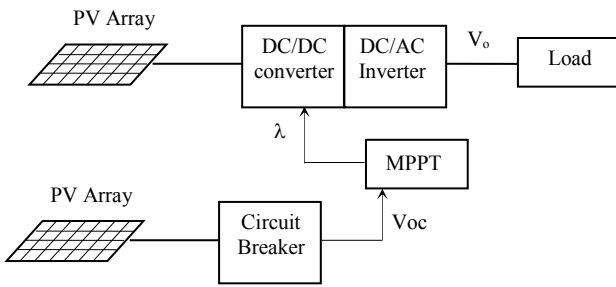 PV Array
DC/DC
converter
DC/AC
Inverter
Vo
Load
λ
MPPT
PV Array
Circuit
Breaker
Voc